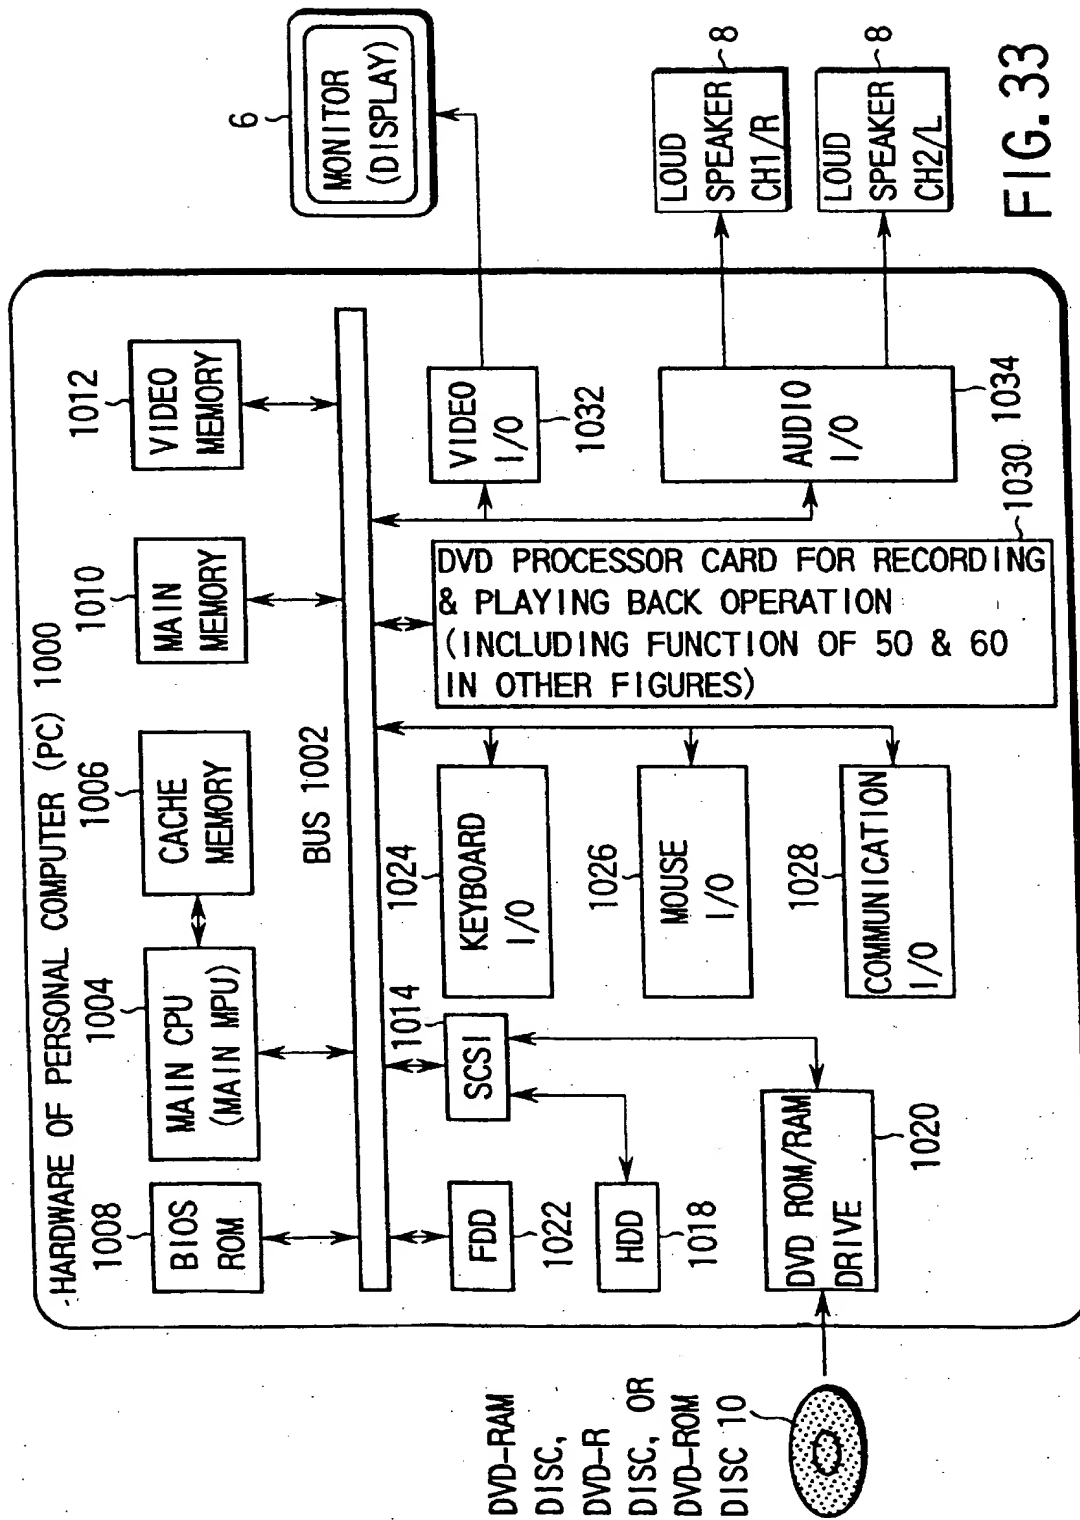 HARDWARE OF PERSONAL COMPUTER (PC) 1000
1008
BIOS
ROM
1004
MAIN CPU
(MAIN MPU)
1006
CACHE
MEMORY
1010
MAIN
MEMORY
1012
VIDEO
MEMORY
BUS 1002
FDD
1022
1014
SCSI
HDD
1018
DVD ROM/RAM
DRIVE
1020
1024
KEYBOARD
I/O
1026
MOUSE
I/O
1028
COMMUNICATION
I/O
DVD PROCESSOR CARD FOR RECORDING
& PLAYING BACK OPERATION
(INCLUDING FUNCTION OF 50 & 60
IN OTHER FIGURES)
1030
VIDEO
I/O
1032
AUDIO
I/O
1034
6
MONITOR
(DISPLAY)
LOUD
SPEAKER
CH1/R
8
LOUD
SPEAKER
CH2/L
8
DVD-RAM
DISC,
DVD-R
DISC, OR
DVD-ROM
DISC 10
FIG.33